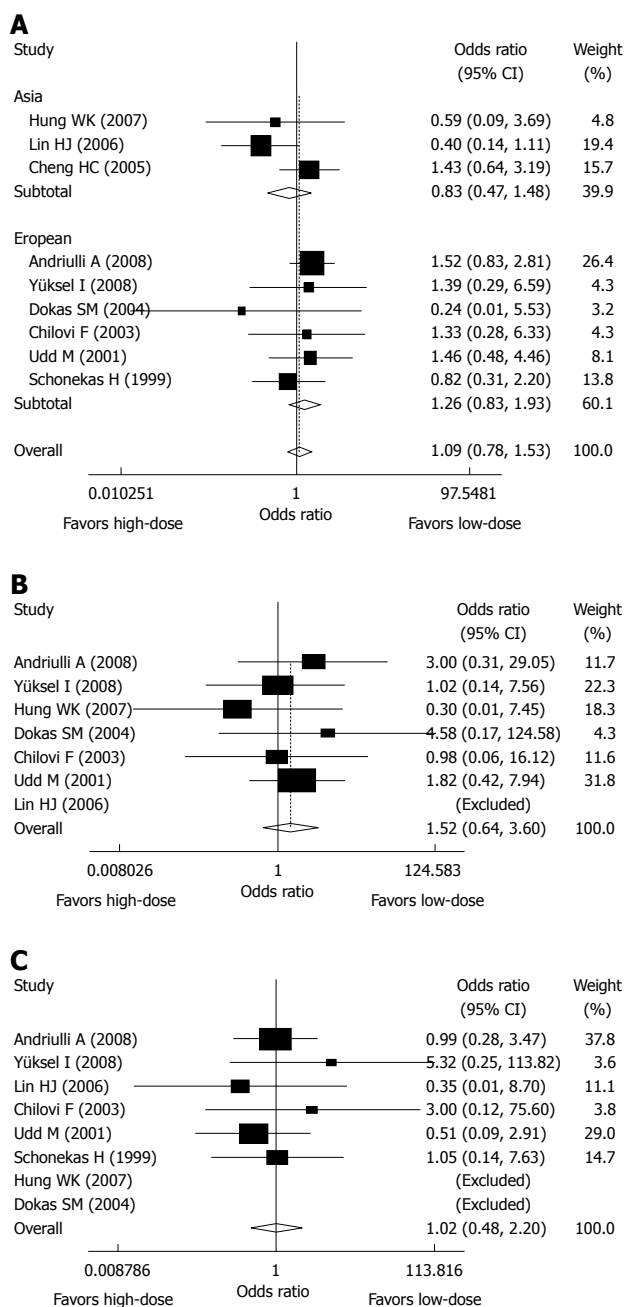 A
Study Odds ratio Weight
(95% CI) (%)
Asia
Hung WK (2007) 0.59 (0.09, 3.69) 4.8
Lin HJ (2006) 0.40 (0.14, 1.11) 19.4
Cheng HC (2005) 1.43 (0.64, 3.19) 15.7
Subtotal 0.83 (0.47, 1.48) 39.9
Eropean
Andriulli A (2008) 1.52 (0.83, 2.81) 26.4
Yüksel I (2008) 1.39 (0.29, 6.59) 4.3
Dokas SM (2004) 0.24 (0.01, 5.53) 3.2
Chilovi F (2003) 1.33 (0.28, 6.33) 4.3
Udd M (2001) 1.46 (0.48, 4.46) 8.1
Schonekas H (1999) 0.82 (0.31, 2.20) 13.8
Subtotal 1.26 (0.83, 1.93) 60.1
Overall 1.09 (0.78, 1.53) 100.0
0.010251 1 97.5481
Favors high-dose Odds ratio Favors low-dose
B
Study Odds ratio Weight
(95% CI) (%)
Andriulli A (2008) 3.00 (0.31, 29.05) 11.7
Yüksel I (2008) 1.02 (0.14, 7.56) 22.3
Hung WK (2007) 0.30 (0.01, 7.45) 18.3
Dokas SM (2004) 4.58 (0.17, 124.58) 4.3
Chilovi F (2003) 0.98 (0.06, 16.12) 11.6
Udd M (2001) 1.82 (0.42, 7.94) 31.8
Lin HJ (2006) (Excluded)
Overall 1.52 (0.64, 3.60) 100.0
0.008026 1 124.583
Favors high-dose Odds ratio Favors low-dose
C
Study Odds ratio Weight
(95% CI) (%)
Andriulli A (2008) 0.99 (0.28, 3.47) 37.8
Yüksel I (2008) 5.32 (0.25, 113.82) 3.6
Lin HJ (2006) 0.35 (0.01, 8.70) 11.1
Chilovi F (2003) 3.00 (0.12, 75.60) 3.8
Udd M (2001) 0.51 (0.09, 2.91) 29.0
Schonekas H (1999) 1.05 (0.14, 7.63) 14.7
Hung WK (2007) (Excluded)
Dokas SM (2004) (Excluded)
Overall 1.02 (0.48, 2.20) 100.0
0.008786 1 113.816
Favors high-dose Odds ratio Favors low-dose